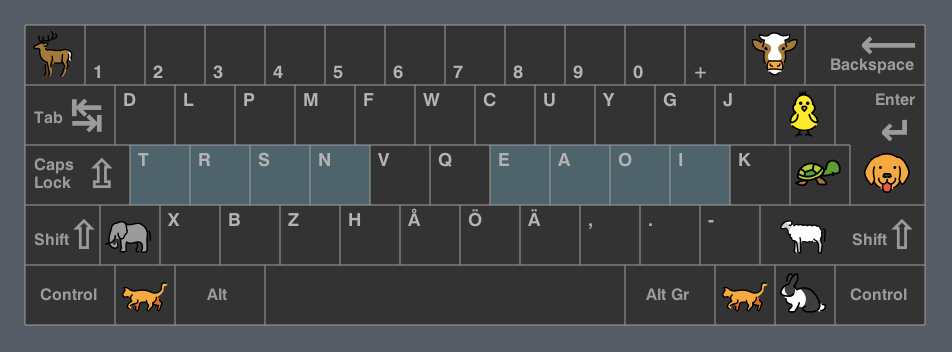 1 2 3 4 5 6 7 8 9 0 + Backspace
Tab D L P M F W C U Y G J Enter
Caps Lock T R S N V Q E A O I K
Shift X B Z H Å Ö Ä , . - Shift
Control Alt Alt Gr Control